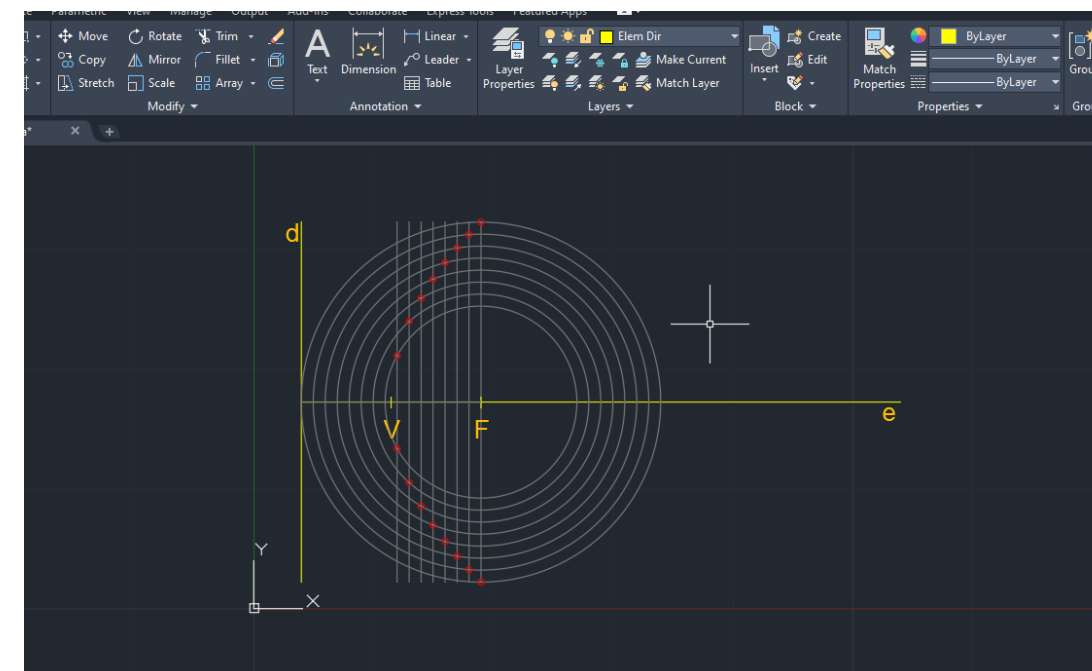 Parametric View Manage Output Add-ins Collaborate Express Tools Featured Apps
Move Rotate Trim Linear Elem Dir Create ByLayer
Copy Mirror Fillet Text Dimension Leader Layer Properties Make Current Insert Edit Match Properties ByLayer
Stretch Scale Array Table Match Layer ByLayer
Modify Annotation Layers Block Properties
d
e
V F
Y
X